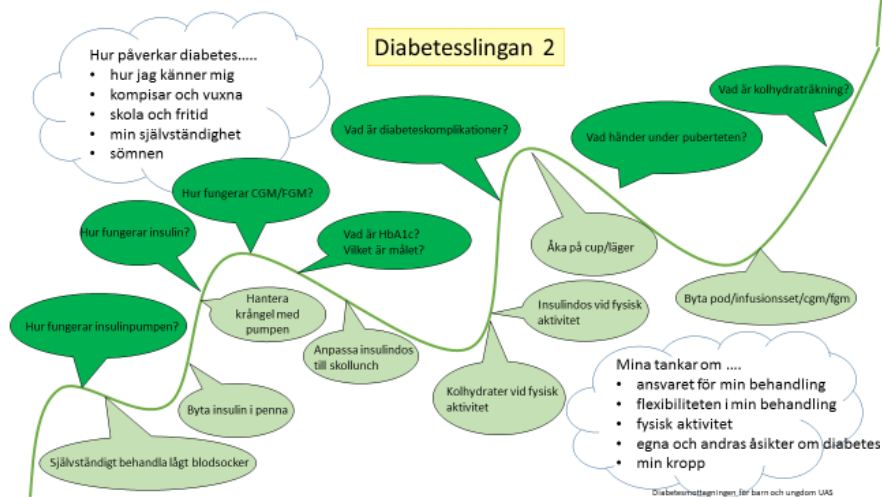 Diabetesslingan 2
Hur påverkar diabetes.....
• hur jag känner mig
• kompisar och vuxna
• skola och fritid
• min självständighet
• sömnen
Vad är kolhydraträkning?
Vad är diabeteskomplikationer?
Vad händer under puberteten?
Hur fungerar CGM/FGM?
Hur fungerar insulin?
Vad är HbA1c?
Vilket är målet?
Åka på cup/läger
Hantera
krångel med
pumpen
Insulindos vid fysisk
aktivitet
Byta pod/infusionsset/cgm/fgm
Hur fungerar insulinpumpen?
Anpassa insulindos
till skollunch
Kolhydrater vid fysisk
aktivitet
Byta insulin i penna
Självständigt behandla lågt blodsocker
Mina tankar om ....
• ansvaret för min behandling
• flexibiliteten i min behandling
• fysisk aktivitet
• egna och andras åsikter om diabetes
• min kropp
Diabetesmottagningen för barn och ungdom UAS